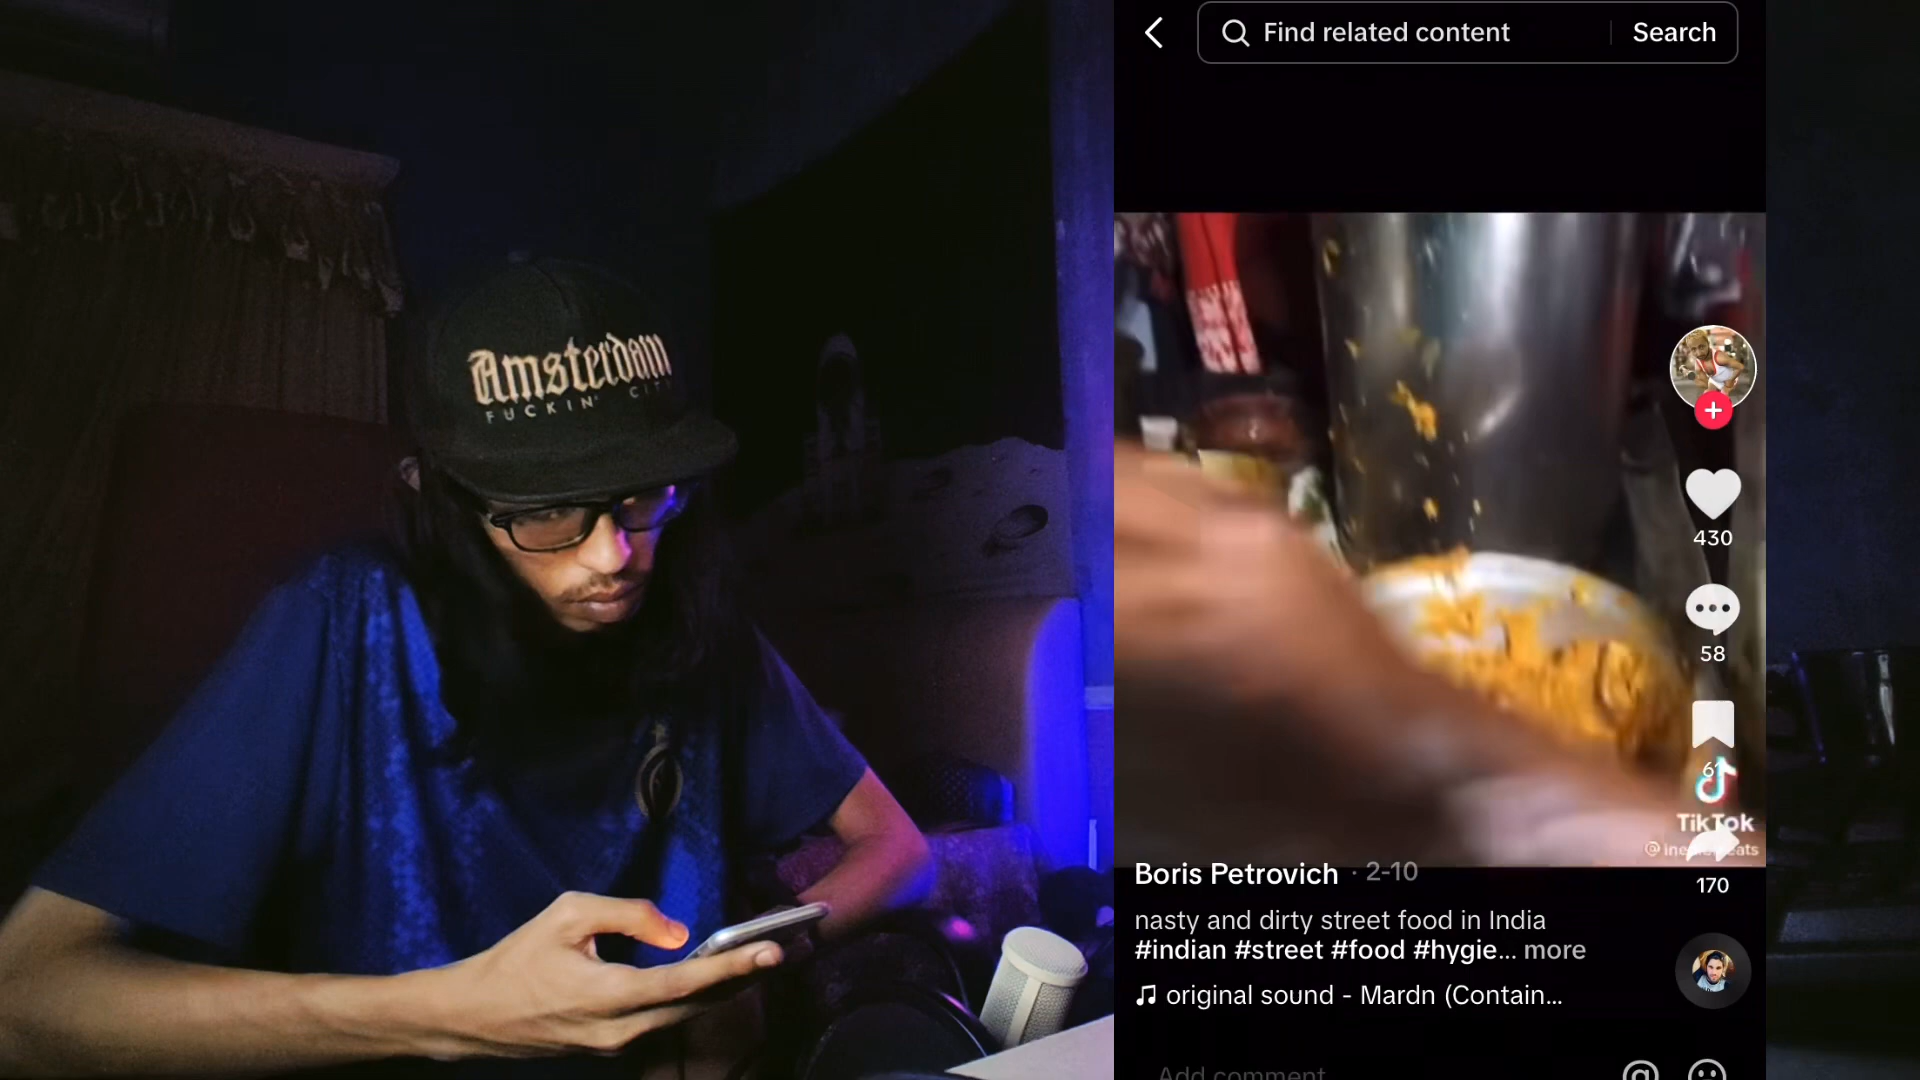 Amsterdam
FUCKIN' CITY
Find related content
Search
430
58
61
TikTok
170
Boris Petrovich · 2-10
nasty and dirty street food in India
#indian #street #food #hygie... more
original sound - Mardn (Contain...
Add comment